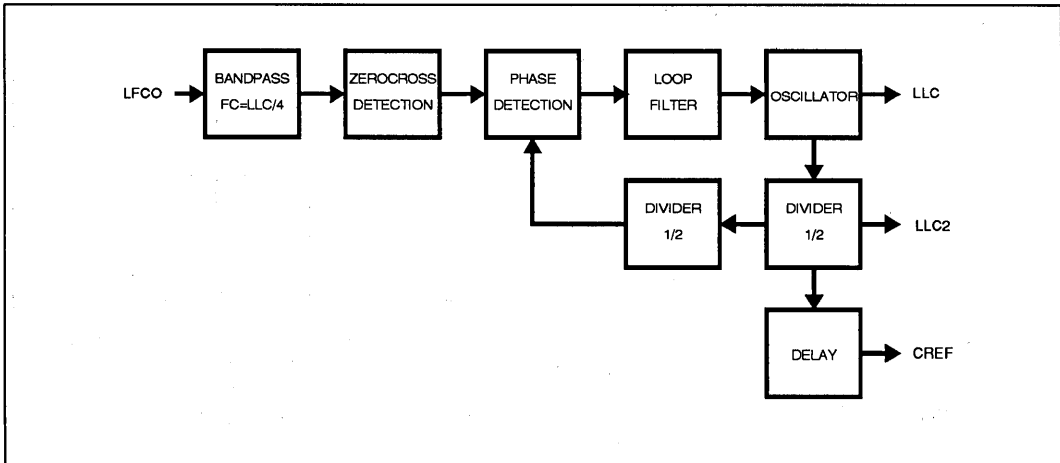 LFCO
BANDPASS
FC=LLC/4
ZEROCROSS
DETECTION
PHASE
DETECTION
LOOP
FILTER
OSCILLATOR
LLC
DIVIDER
1/2
DIVIDER
1/2
LLC2
DELAY
CREF